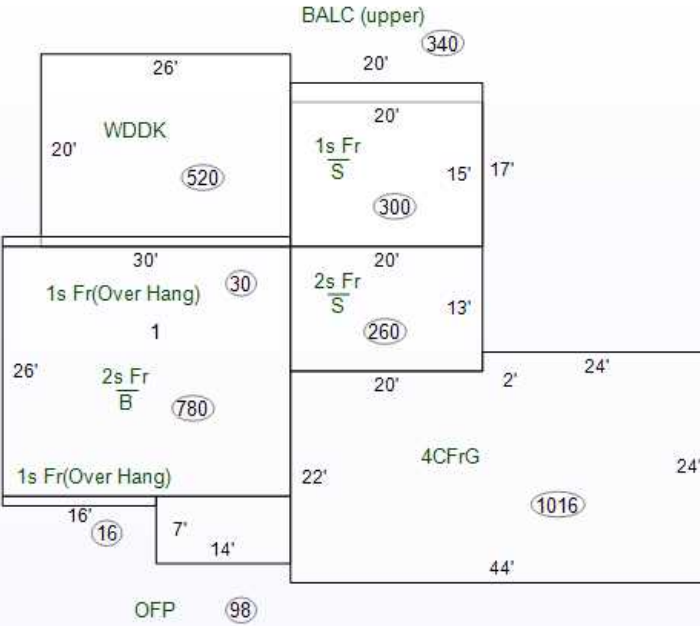 BALC (upper)
340
20'
26'
WDDK
20'
520
20'
1s Fr
S
15'
17'
300
30'
1s Fr(Over Hang)
30
1
26'
2s Fr
B
780
1s Fr(Over Hang)
20'
2s Fr
S
13'
260
20'
2'
24'
4CFrG
22'
24'
1016
44'
16'
16
7'
14'
OFP
98